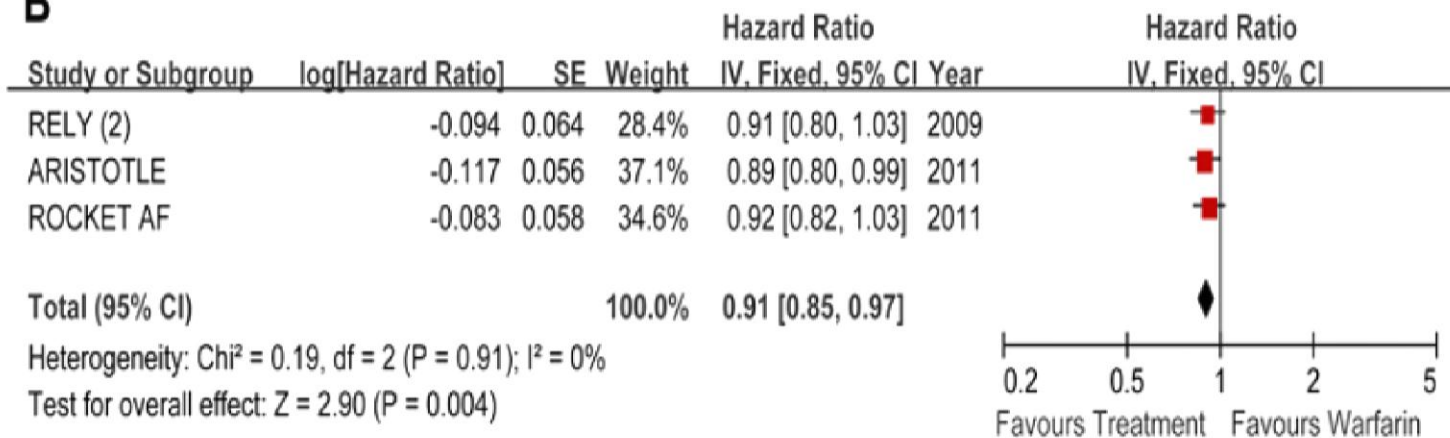 B
Hazard Ratio Hazard Ratio
Study or Subgroup log[Hazard Ratio] SE Weight IV, Fixed, 95% CI Year IV, Fixed, 95% CI
RELY (2) -0.094 0.064 28.4% 0.91 [0.80, 1.03] 2009
ARISTOTLE -0.117 0.056 37.1% 0.89 [0.80, 0.99] 2011
ROCKET AF -0.083 0.058 34.6% 0.92 [0.82, 1.03] 2011
Total (95% CI) 100.0% 0.91 [0.85, 0.97]
Heterogeneity: Chi² = 0.19, df = 2 (P = 0.91); I² = 0%
Test for overall effect: Z = 2.90 (P = 0.004)
0.2 0.5 1 2 5
Favours Treatment Favours Warfarin